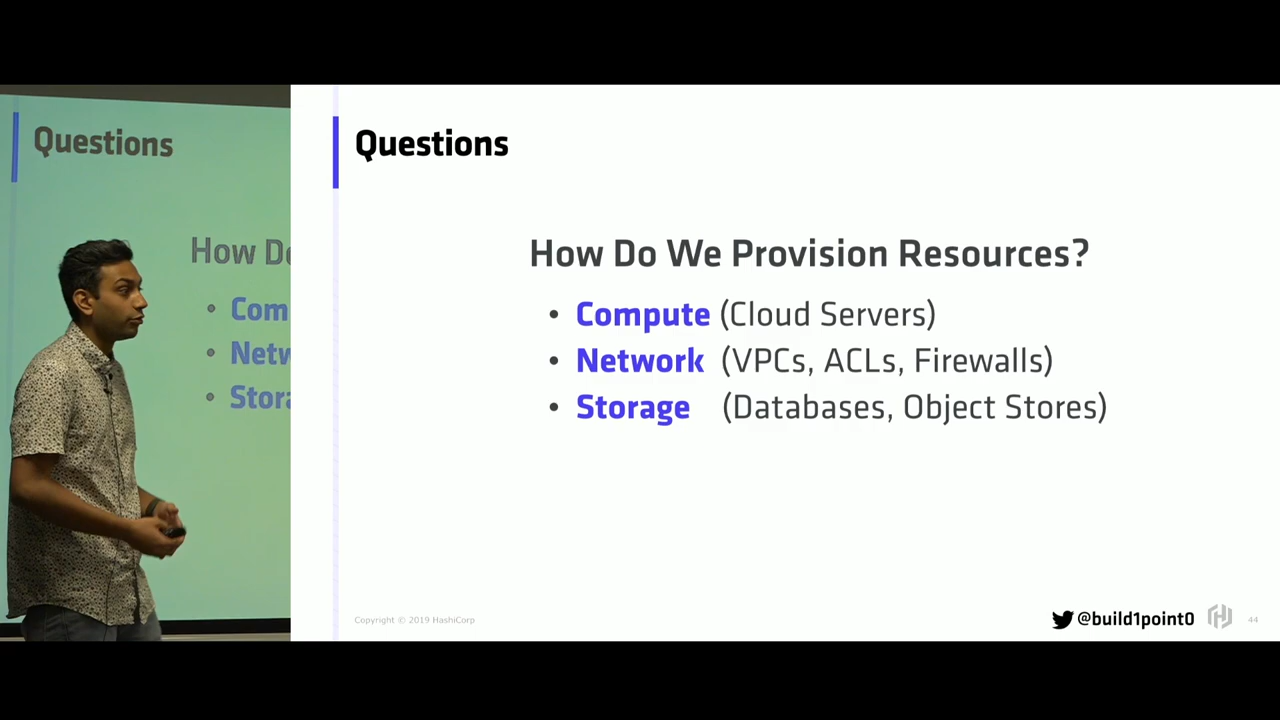 Questions
How Do
Com
Netw
Stora
Questions
How Do We Provision Resources?
• Compute (Cloud Servers)
• Network (VPCs, ACLs, Firewalls)
• Storage (Databases, Object Stores)
Copyright © 2019 HashiCorp
@build1point0
44